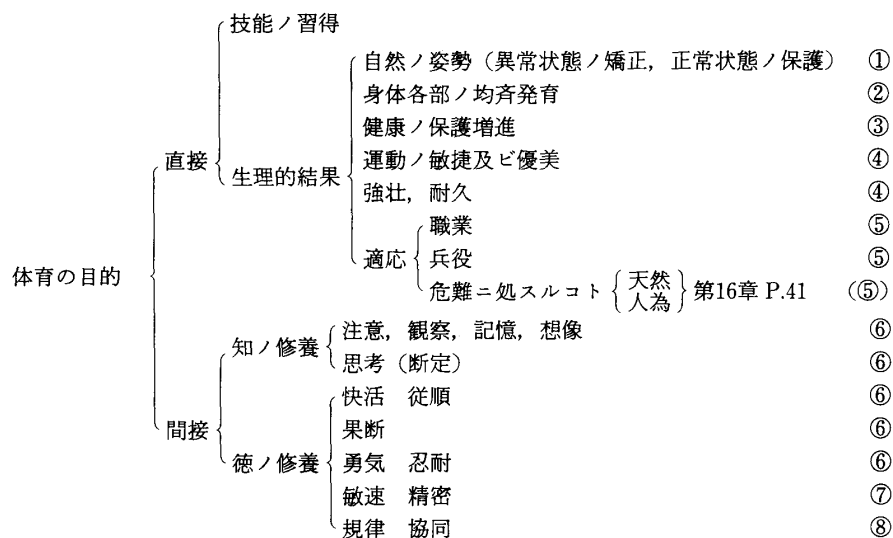 技能ノ習得
自然ノ姿勢（異常状態ノ矯正，正常状態ノ保護） ①
身体各部ノ均斉発育 ②
健康ノ保護増進 ③
直接
運動ノ敏捷及ビ優美 ④
生理的結果
強壮，耐久 ④
職業 ⑤
適応
兵役 ⑤
体育の目的
危難ニ処スルコト 天然 人為 第16章 P.41 （⑤）
知ノ修養
注意，観察，記憶，想像 ⑥
思考（断定） ⑥
快活 従順 ⑥
間接
果断 ⑥
徳ノ修養
勇気 忍耐 ⑥
敏速 精密 ⑦
規律 協同 ⑧